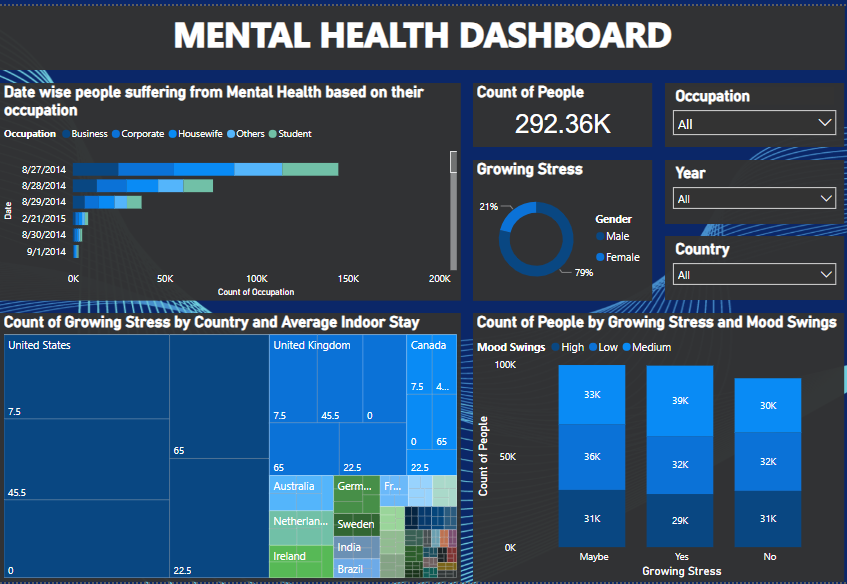 MENTAL HEALTH DASHBOARD
Date wise people suffering from Mental Health based on their
occupation
Occupation Business Corporate Housewife Others Student
8/27/2014
8/28/2014
8/29/2014
2/21/2015
8/30/2014
9/1/2014
Date
0K 50K 100K 150K 200K
Count of Occupation
Count of People
292.36K
Growing Stress
21%
79%
Gender
Male
Female
Occupation
All
Year
All
Country
All
Count of Growing Stress by Country and Average Indoor Stay
United States
7.5
45.5
0
65
22.5
United Kingdom
7.5
45.5
0
65
22.5
Canada
7.5
4...
0
65
22.5
Australia
Netherlan...
Ireland
Germ...
Sweden
India
Brazil
Fr...
Count of People by Growing Stress and Mood Swings
Mood Swings High Low Medium
Count of People
100K
50K
0K
33K
36K
31K
39K
32K
29K
30K
32K
31K
Maybe Yes No
Growing Stress